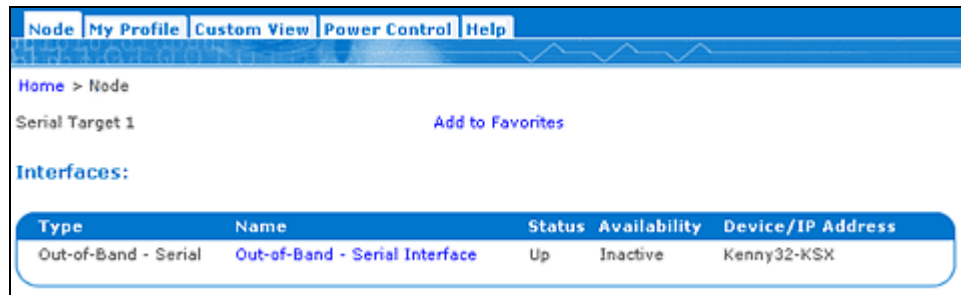 Node My Profile Custom View Power Control Help
Home > Node
Serial Target 1 Add to Favorites
Interfaces:
Type Name Status Availability Device/IP Address
Out-of-Band - Serial Out-of-Band - Serial Interface Up Inactive Kenny32-KSX